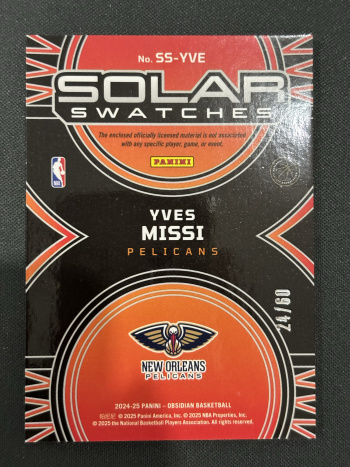 No. SS-YVE
SOLAR
SWATCHES
The enclosed officially licensed material is not associated
with any specific player, game, or event.
PANINI
NBA
YVES
MISSI
PELICANS
24/60
NEW ORLEANS
PELICANS
2024-25 PANINI – OBSIDIAN BASKETBALL
© 2025 Panini America, Inc. © 2025 NBA Properties, Inc.
© 2025 the National Basketball Players Association. All rights reserved.